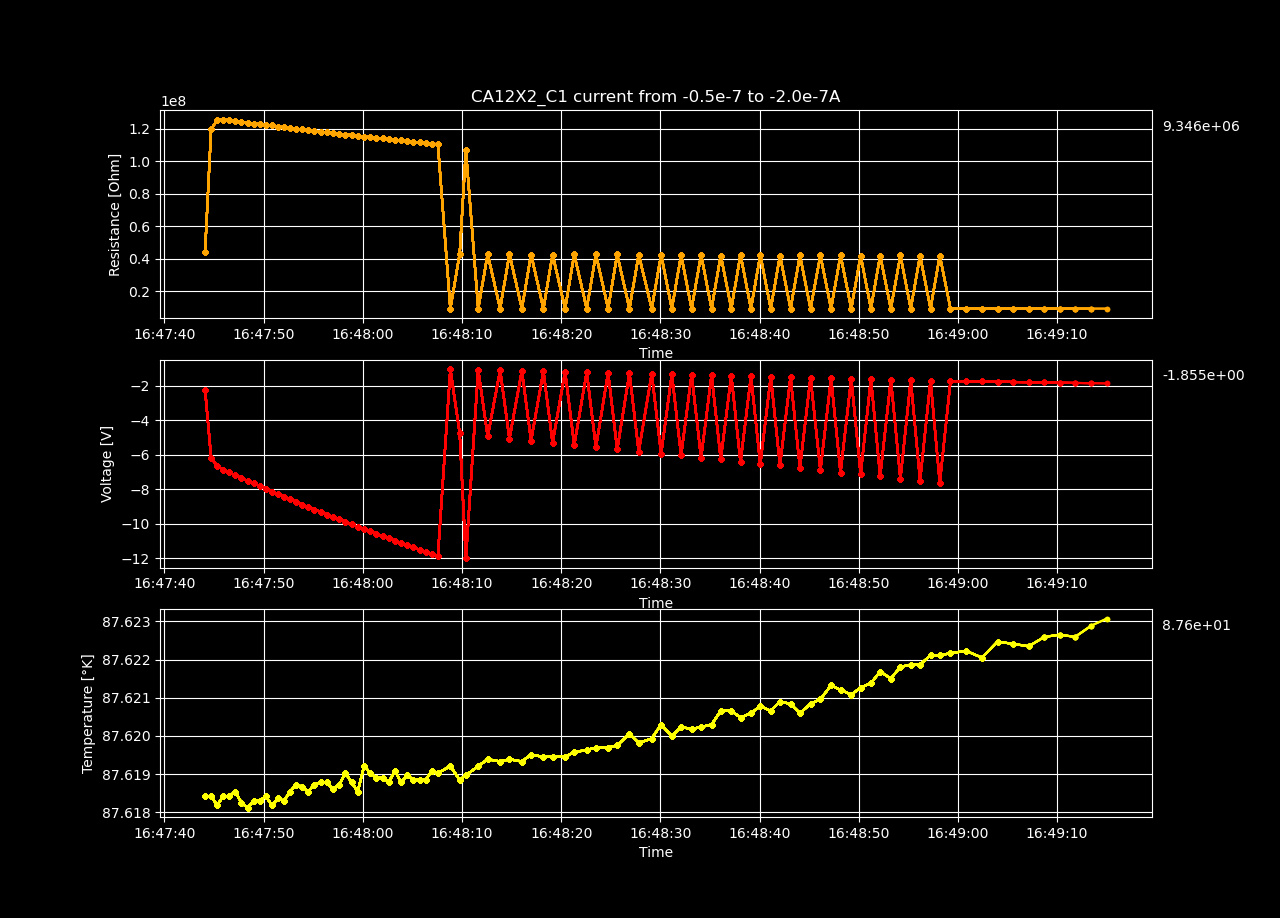 CA12X2_C1 current from -0.5e-7 to -2.0e-7A
1e8
9.346e+06
Resistance [Ohm]
1.2
1.0
0.8
0.6
0.4
0.2
16:47:40 16:47:50 16:48:00 16:48:10 16:48:20 16:48:30 16:48:40 16:48:50 16:49:00 16:49:10
Time
-1.855e+00
Voltage [V]
−2
−4
−6
−8
−10
−12
16:47:40 16:47:50 16:48:00 16:48:10 16:48:20 16:48:30 16:48:40 16:48:50 16:49:00 16:49:10
Time
8.76e+01
Temperature [°K]
87.623
87.622
87.621
87.620
87.619
87.618
16:47:40 16:47:50 16:48:00 16:48:10 16:48:20 16:48:30 16:48:40 16:48:50 16:49:00 16:49:10
Time